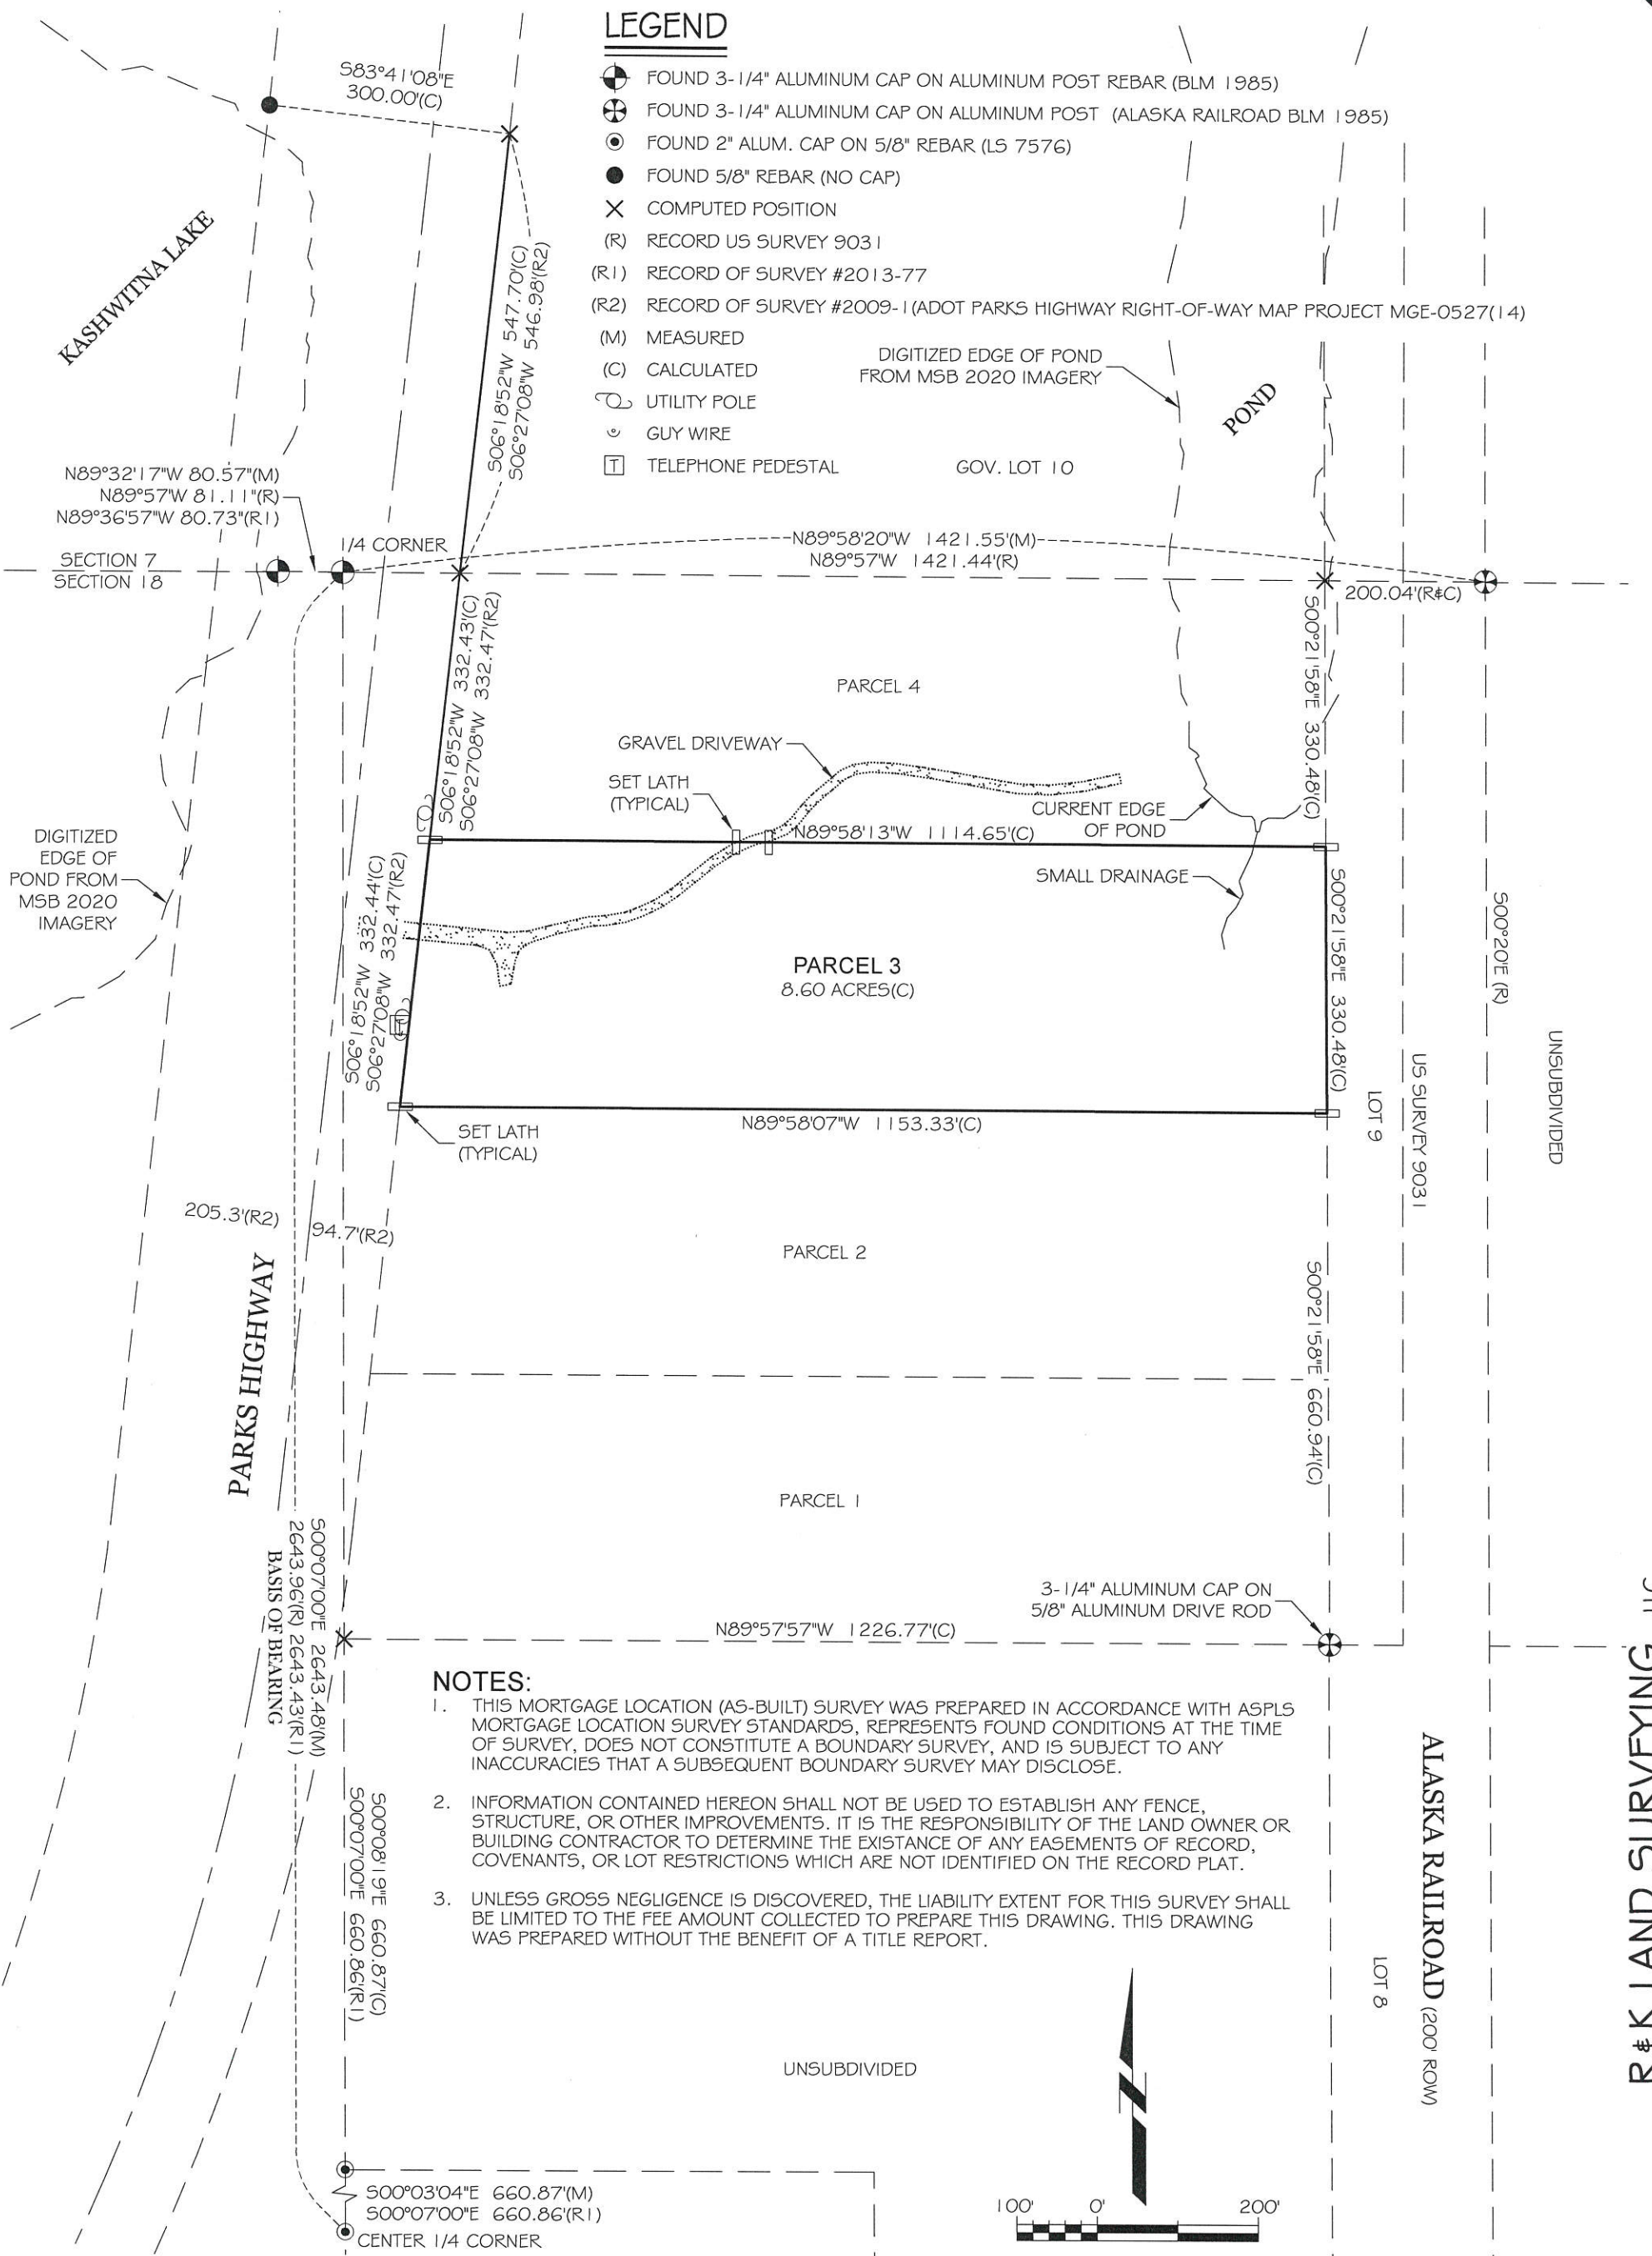 LEGEND
FOUND 3-1/4" ALUMINUM CAP ON ALUMINUM POST REBAR (BLM 1985)
FOUND 3-1/4" ALUMINUM CAP ON ALUMINUM POST (ALASKA RAILROAD BLM 1985)
FOUND 2" ALUM. CAP ON 5/8" REBAR (LS 7576)
FOUND 5/8" REBAR (NO CAP)
COMPUTED POSITION
(R) RECORD US SURVEY 9031
(R1) RECORD OF SURVEY #2013-77
(R2) RECORD OF SURVEY #2009-1(ADOT PARKS HIGHWAY RIGHT-OF-WAY MAP PROJECT MGE-0527(14)
(M) MEASURED
(C) CALCULATED
UTILITY POLE
GUY WIRE
T TELEPHONE PEDESTAL
S83°41'08"E
300.00'(C)
KASHWITNA LAKE
S06°18'52"W 547.70'(C)
S06°27'08"W 546.98'(R2)
DIGITIZED EDGE OF POND
FROM MSB 2020 IMAGERY
POND
GOV. LOT 10
N89°32'17"W 80.57"(M)
N89°57'W 81.11"(R)
N89°36'57"W 80.73"(R1)
1/4 CORNER
SECTION 7
SECTION 18
N89°58'20"W 1421.55'(M)
N89°57'W 1421.44'(R)
200.04'(R&C)
S06°18'52"W 332.43'(C)
S06°27'08"W 332.47'(R2)
S00°21'58"E 330.48'(C)
PARCEL 4
GRAVEL DRIVEWAY
SET LATH
(TYPICAL)
CURRENT EDGE
OF POND
N89°58'13"W 1114.65'(C)
SMALL DRAINAGE
DIGITIZED
EDGE OF
POND FROM
MSB 2020
IMAGERY
S06°18'52"W 332.44'(C)
S06°27'08"W 332.47'(R2)
T
PARCEL 3
8.60 ACRES(C)
S00°21'58"E 330.48'(C)
S00°20'E (R)
UNSUBDIVIDED
US SURVEY 9031
LOT 9
N89°58'07"W 1153.33'(C)
SET LATH
(TYPICAL)
205.3'(R2)
94.7'(R2)
PARKS HIGHWAY
PARCEL 2
S00°21'58"E 660.94'(C)
PARCEL 1
S00°07'00"E 2643.48'(M)
2643.96'(R) 2643.43'(R1)
BASIS OF BEARING
3-1/4" ALUMINUM CAP ON
5/8" ALUMINUM DRIVE ROD
N89°57'57"W 1226.77'(C)
NOTES:
1. THIS MORTGAGE LOCATION (AS-BUILT) SURVEY WAS PREPARED IN ACCORDANCE WITH ASPLS
MORTGAGE LOCATION SURVEY STANDARDS, REPRESENTS FOUND CONDITIONS AT THE TIME
OF SURVEY, DOES NOT CONSTITUTE A BOUNDARY SURVEY, AND IS SUBJECT TO ANY
INACCURACIES THAT A SUBSEQUENT BOUNDARY SURVEY MAY DISCLOSE.
2. INFORMATION CONTAINED HEREON SHALL NOT BE USED TO ESTABLISH ANY FENCE,
STRUCTURE, OR OTHER IMPROVEMENTS. IT IS THE RESPONSIBILITY OF THE LAND OWNER OR
BUILDING CONTRACTOR TO DETERMINE THE EXISTANCE OF ANY EASEMENTS OF RECORD,
COVENANTS, OR LOT RESTRICTIONS WHICH ARE NOT IDENTIFIED ON THE RECORD PLAT.
3. UNLESS GROSS NEGLIGENCE IS DISCOVERED, THE LIABILITY EXTENT FOR THIS SURVEY SHALL
BE LIMITED TO THE FEE AMOUNT COLLECTED TO PREPARE THIS DRAWING. THIS DRAWING
WAS PREPARED WITHOUT THE BENEFIT OF A TITLE REPORT.
S00°08'19"E 660.87'(C)
S00°07'00"E 660.86'(R1)
ALASKA RAILROAD (200' ROW)
LOT 8
R&K LAND SURVEYING
UNSUBDIVIDED
S00°03'04"E 660.87'(M)
S00°07'00"E 660.86'(R1)
CENTER 1/4 CORNER
100' 0' 200'